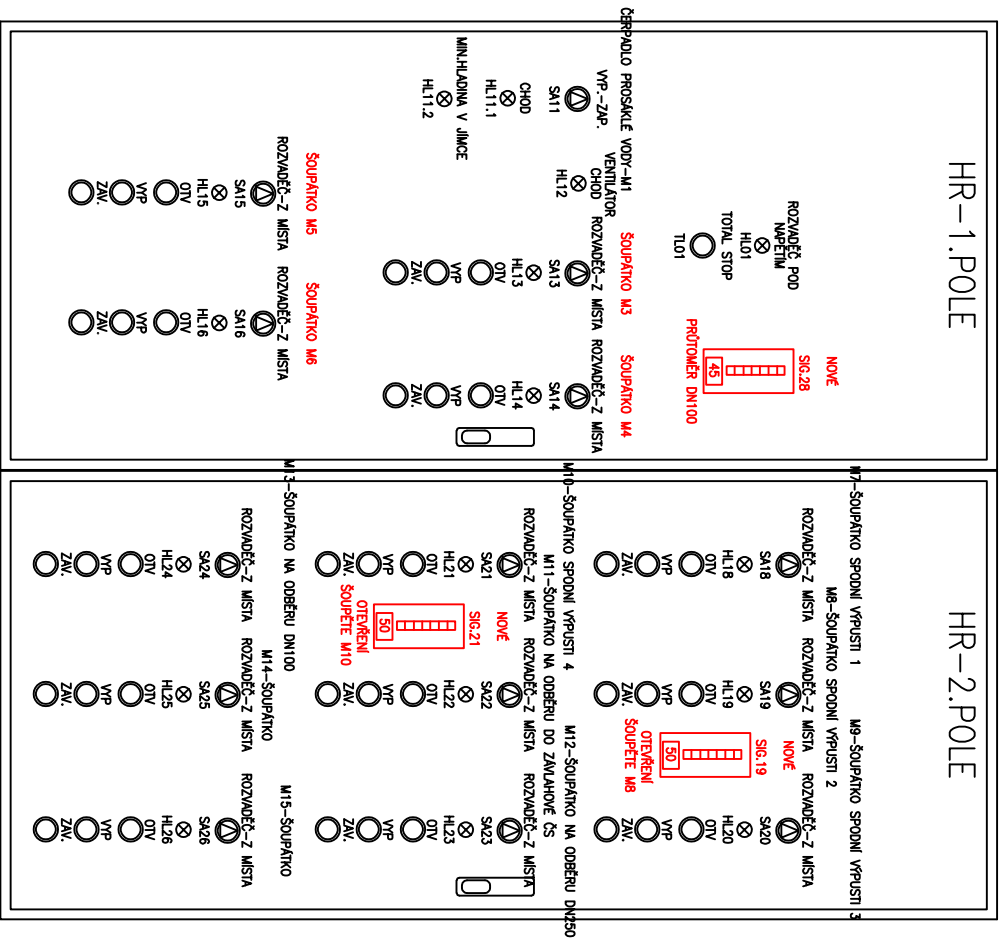 HR-1.POLE
ROZVADĚČ POD
NAPĚTÍM
HL01
TOTAL STOP
TL01
NOVÉ
SIG.28
45
PRŮTOMĚR DN100
ČERPADLO PROSÁKLÉ VODY-M1
VYP.-ZAP.
SA11
CHOD
HL11.1
MIN.HLADINA V JÍMCE
HL11.2
VENTILÁTOR
CHOD
HL12
ŠOUPÁTKO M3
ROZVADĚČ-Z MÍSTA
SA13
HL13
OTV
VYP
ZAV.
ŠOUPÁTKO M4
ROZVADĚČ-Z MÍSTA
SA14
HL14
OTV
VYP
ZAV.
ŠOUPÁTKO M5
ROZVADĚČ-Z MÍSTA
SA15
HL15
OTV
VYP
ZAV.
ŠOUPÁTKO M6
ROZVADĚČ-Z MÍSTA
SA16
HL16
OTV
VYP
ZAV.
HR-2.POLE
M7-ŠOUPÁTKO SPODNÍ VÝPUSTI 1
ROZVADĚČ-Z MÍSTA
SA18
HL18
OTV
VYP
ZAV.
M8-ŠOUPÁTKO SPODNÍ VÝPUSTI 2
ROZVADĚČ-Z MÍSTA
SA19
HL19
OTV
VYP
ZAV.
NOVÉ
SIG.19
50
OTEVŘENÍ
ŠOUPĚTE M8
M9-ŠOUPÁTKO SPODNÍ VÝPUSTI 3
ROZVADĚČ-Z MÍSTA
SA20
HL20
OTV
VYP
ZAV.
M10-ŠOUPÁTKO SPODNÍ VÝPUSTI 4
ROZVADĚČ-Z MÍSTA
SA21
HL21
OTV
VYP
ZAV.
NOVÉ
SIG.21
50
OTEVŘENÍ
ŠOUPĚTE M10
M11-ŠOUPÁTKO NA ODBĚRU DO ZÁVLAHOVÉ ČS
ROZVADĚČ-Z MÍSTA
SA22
HL22
OTV
VYP
ZAV.
M12-ŠOUPÁTKO NA ODBĚRU DN250
ROZVADĚČ-Z MÍSTA
SA23
HL23
OTV
VYP
ZAV.
M13-ŠOUPÁTKO NA ODBĚRU DN100
ROZVADĚČ-Z MÍSTA
SA24
HL24
OTV
VYP
ZAV.
M14-ŠOUPÁTKO
ROZVADĚČ-Z MÍSTA
SA25
HL25
OTV
VYP
ZAV.
M15-ŠOUPÁTKO
ROZVADĚČ-Z MÍSTA
SA26
HL26
OTV
VYP
ZAV.